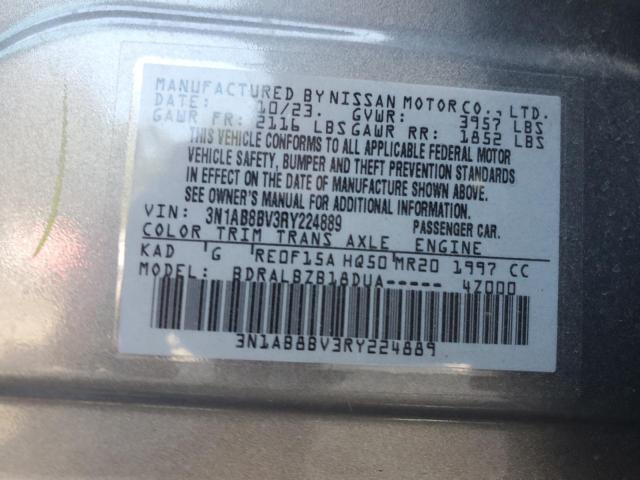 MANUFACTURED BY NISSAN MOTOR CO., LTD.
DATE: 10/23. GVWR: 3957 LBS
GAWR FR: 2116 LBS GAWR RR: 1852 LBS
THIS VEHICLE CONFORMS TO ALL APPLICABLE FEDERAL MOTOR
VEHICLE SAFETY, BUMPER AND THEFT PREVENTION STANDARDS
IN EFFECT ON THE DATE OF MANUFACTURE SHOWN ABOVE.
SEE OWNER'S MANUAL FOR ADDITIONAL INFORMATION.
VIN: 3N1AB8BV3RY224889 PASSENGER CAR.
COLOR TRIM TRANS AXLE ENGINE
KAD G RE0F15A HQ50 MR20 1997 CC
MODEL: BDRALBZB18DUA----- 4Z000
3N1AB8BV3RY224889